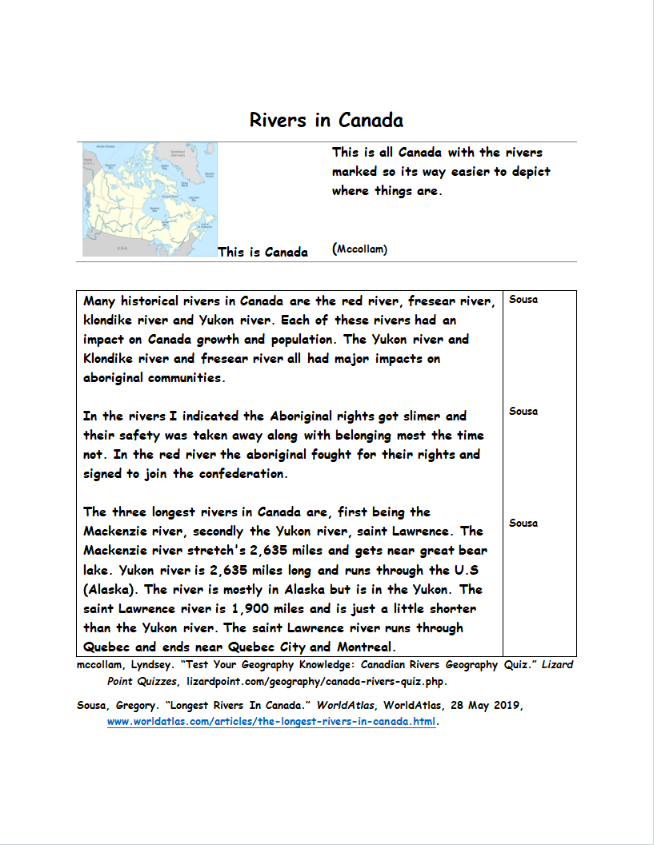 Rivers in Canada
This is Canada
This is all Canada with the rivers
marked so its way easier to depict
where things are.
(Mccollam)
Many historical rivers in Canada are the red river, fresear river,
klondike river and Yukon river. Each of these rivers had an
impact on Canada growth and population. The Yukon river and
Klondike river and fresear river all had major impacts on
aboriginal communities.
Sousa
In the rivers I indicated the Aboriginal rights got slimer and
their safety was taken away along with belonging most the time
not. In the red river the aboriginal fought for their rights and
signed to join the confederation.
Sousa
The three longest rivers in Canada are, first being the
Mackenzie river, secondly the Yukon river, saint Lawrence. The
Mackenzie river stretch's 2,635 miles and gets near great bear
lake. Yukon river is 2,635 miles long and runs through the U.S
(Alaska). The river is mostly in Alaska but is in the Yukon. The
saint Lawrence river is 1,900 miles and is just a little shorter
than the Yukon river. The saint Lawrence river runs through
Quebec and ends near Quebec City and Montreal.
Sousa
mccollam, Lyndsey. “Test Your Geography Knowledge: Canadian Rivers Geography Quiz.” Lizard
Point Quizzes, lizardpoint.com/geography/canada-rivers-quiz.php.
Sousa, Gregory. “Longest Rivers In Canada.” WorldAtlas, WorldAtlas, 28 May 2019,
www.worldatlas.com/articles/the-longest-rivers-in-canada.html.